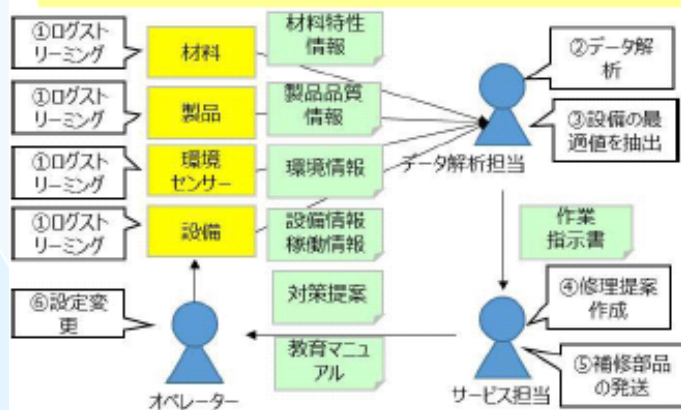 ①ログスト
リーミング
材料
材料特性
情報
②データ解
析
①ログスト
リーミング
製品
製品品質
情報
③設備の最
適値を抽出
①ログスト
リーミング
環境
センサー
環境情報
データ解析担当
①ログスト
リーミング
設備
設備情報
稼働情報
作業
指示書
⑥設定変
更
対策提案
④修理提案
作成
教育マニュ
アル
⑤補修部品
の発送
オペレーター
サービス担当